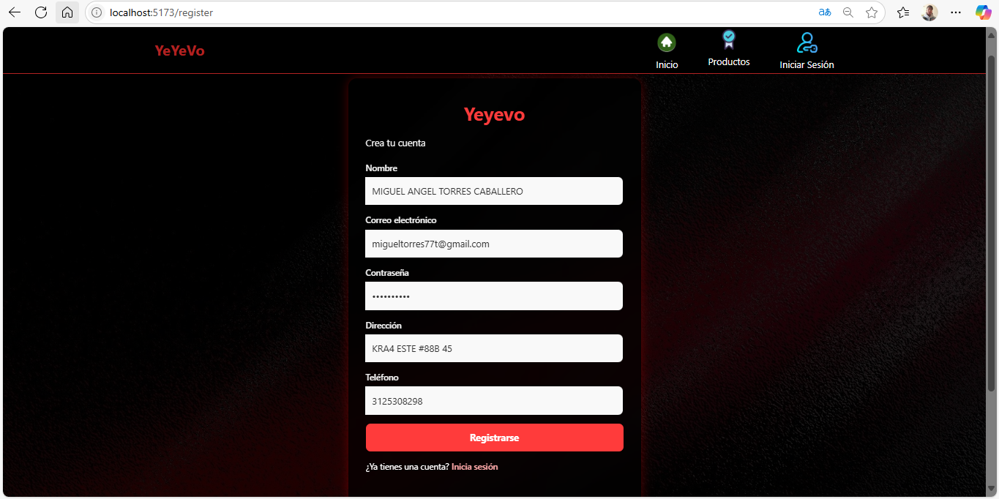 localhost:5173/register
YeYeVo
Inicio
Productos
Iniciar Sesión
Yeyevo
Crea tu cuenta
Nombre
MIGUEL ANGEL TORRES CABALLERO
Correo electrónico
migueltorres77t@gmail.com
Contraseña
••••••••••
Dirección
KRA4 ESTE #88B 45
Teléfono
3125308298
Registrarse
¿Ya tienes una cuenta? Inicia sesión